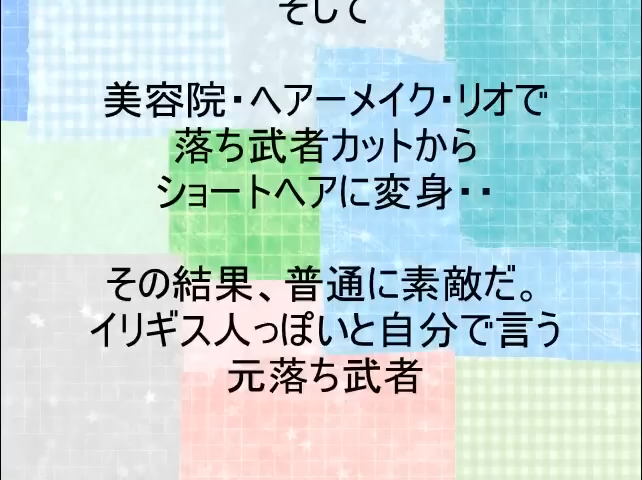 そして
美容院・ヘアーメイク・リオで
落ち武者カットから
ショートヘアに変身・・
その結果、普通に素敵だ。
イリギス人っぽいと自分で言う
元落ち武者